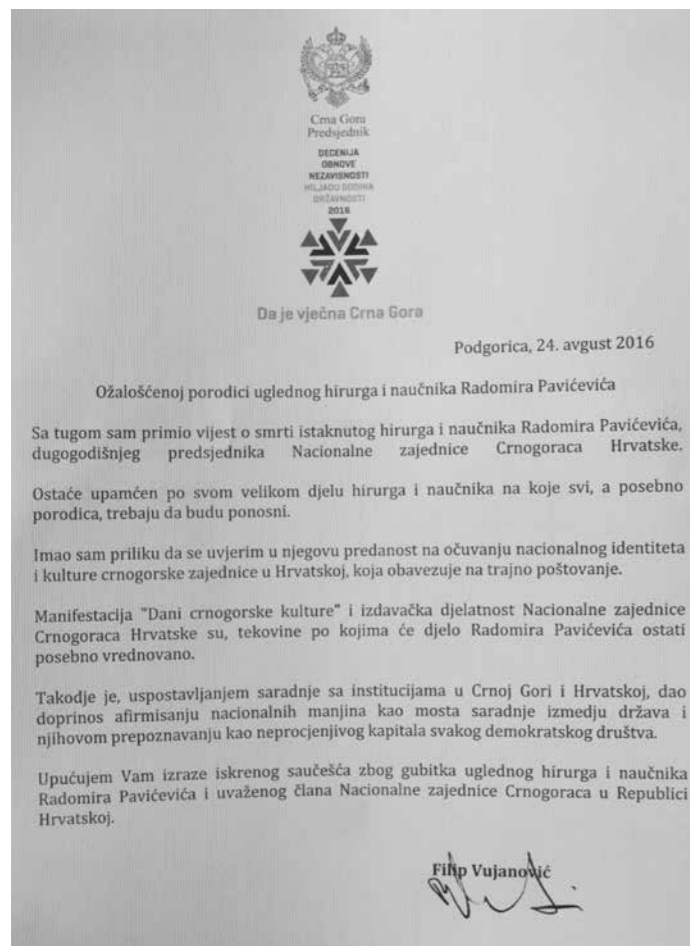 Crna Gora
Predsjednik
DECENIJA
OBNOVE
NEZAVISNOSTI
HILJADU GODINA
DRŽAVNOSTI
2016
Da je vječna Crna Gora
Podgorica, 24. avgust 2016
Ožalošćenoj porodici uglednog hirurga i naučnika Radomira Pavićevića
Sa tugom sam primio vijest o smrti istaknutog hirurga i naučnika Radomira Pavićevića,
dugogodišnjeg predsjednika Nacionalne zajednice Crnogoraca Hrvatske.
Ostaće upamćen po svom velikom djelu hirurga i naučnika na koje svi, a posebno
porodica, trebaju da budu ponosni.
Imao sam priliku da se uvjerim u njegovu predanost na očuvanju nacionalnog identiteta
i kulture crnogorske zajednice u Hrvatskoj, koja obavezuje na trajno poštovanje.
Manifestacija "Dani crnogorske kulture" i izdavačka djelatnost Nacionalne zajednice
Crnogoraca Hrvatske su, tekovine po kojima će djelo Radomira Pavićevića ostati
posebno vrednovano.
Takodje je, uspostavljanjem saradnje sa institucijama u Crnoj Gori i Hrvatskoj, dao
doprinos afirmisanju nacionalnih manjina kao mosta saradnje izmedju država i
njihovom prepoznavanju kao neprocjenjivog kapitala svakog demokratskog društva.
Upućujem Vam izraze iskrenog saučešća zbog gubitka uglednog hirurga i naučnika
Radomira Pavićevića i uvaženog člana Nacionalne zajednice Crnogoraca u Republici
Hrvatskoj.
Filip Vujanović